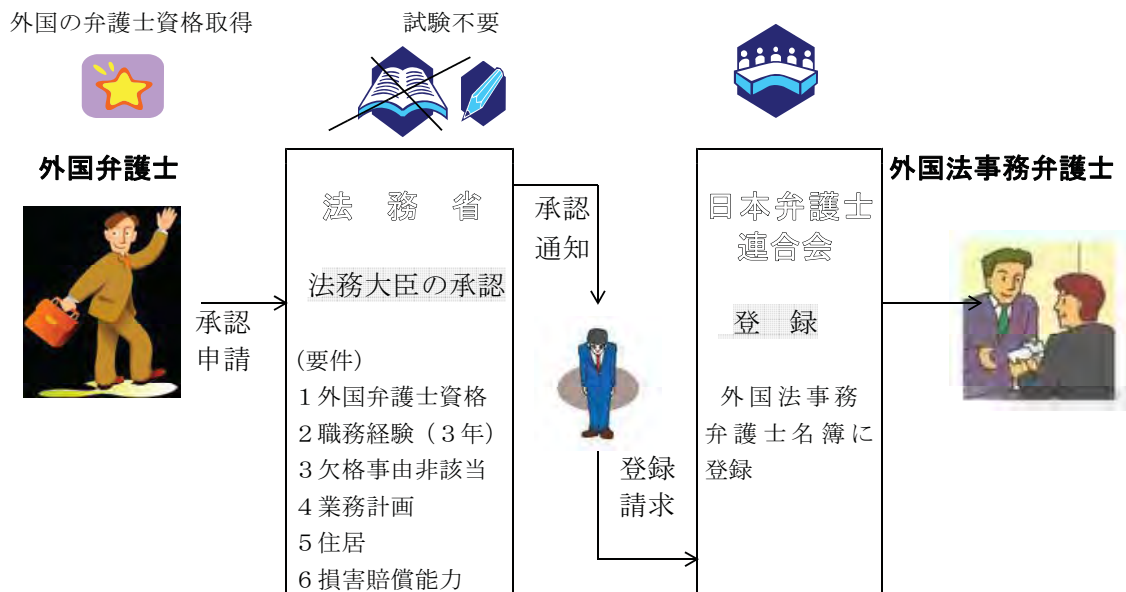 外国の弁護士資格取得
試験不要
外国弁護士
承認
申請
法務省
法務大臣の承認
(要件)
1外国弁護士資格
2職務経験（３年）
3欠格事由非該当
4業務計画
5住居
6損害賠償能力
承認
通知
登録
請求
日本弁護士
連合会
登録
外国法事務
弁護士名簿に
登録
外国法事務弁護士